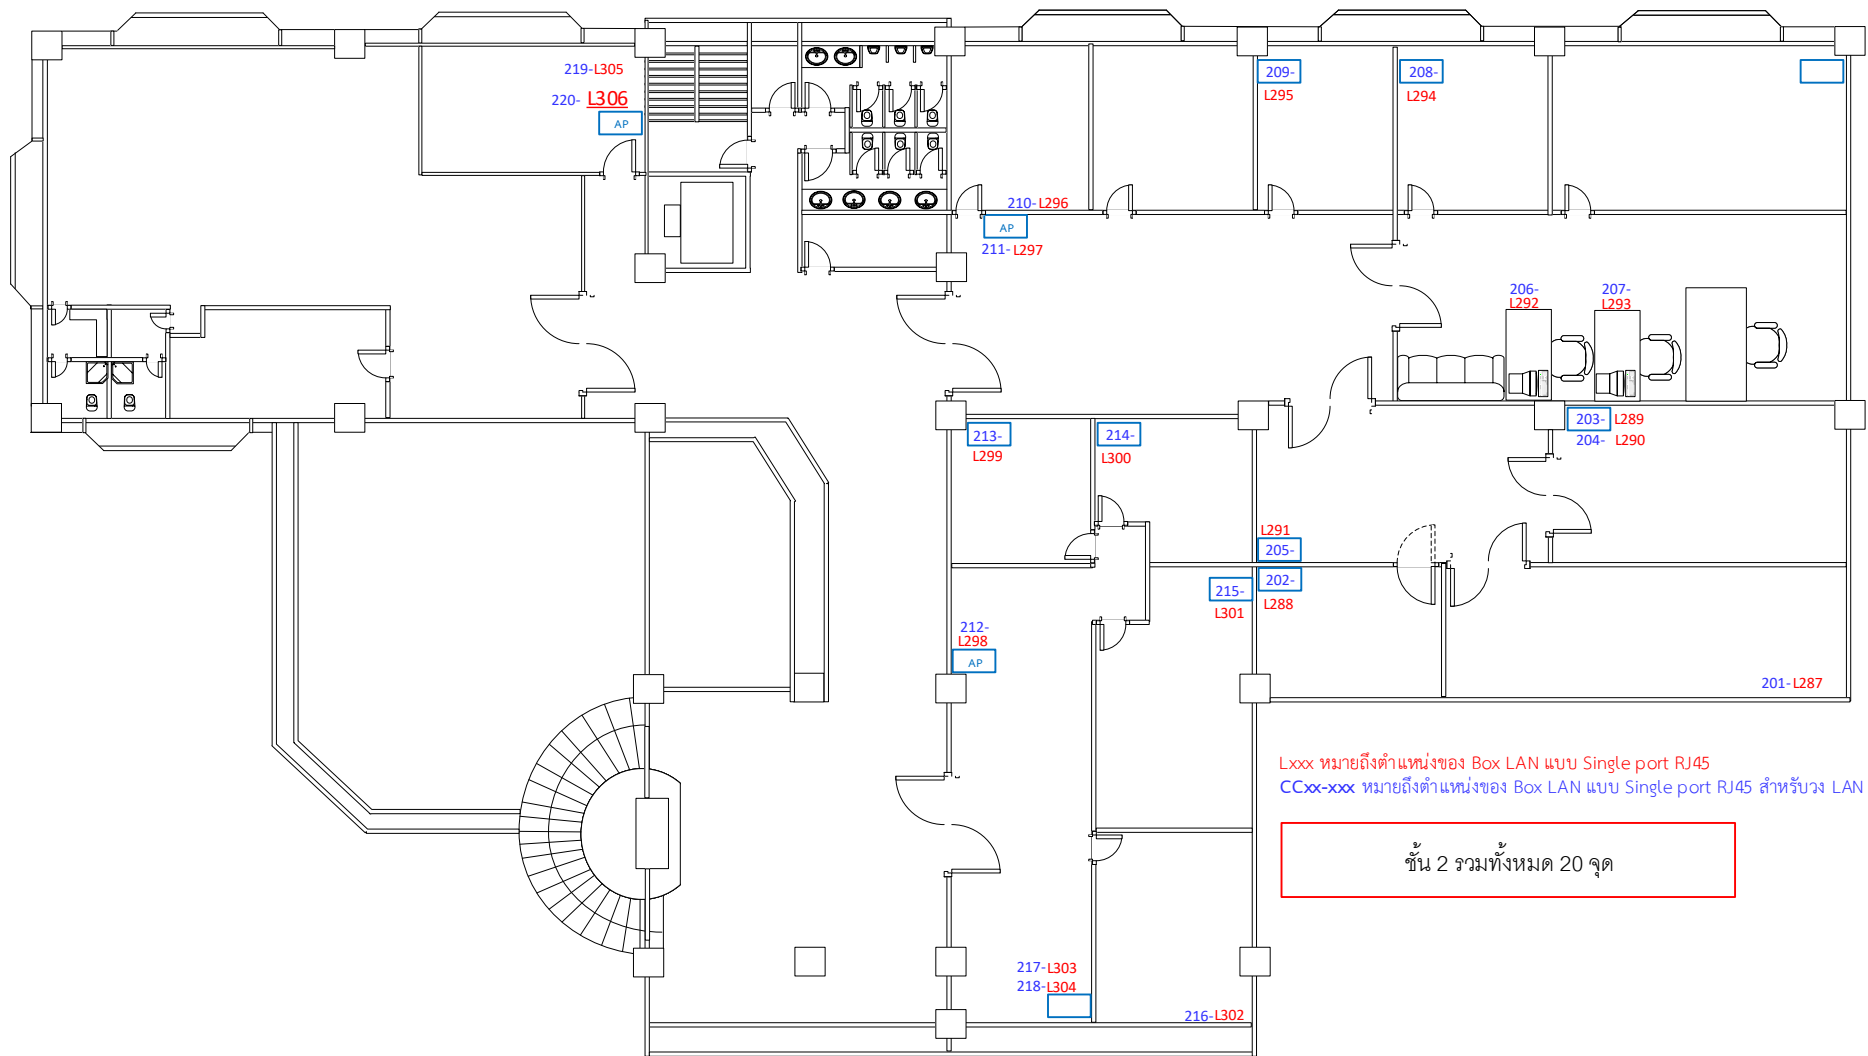 219-L305
220- L306
AP
209-
L295
208-
L294
210-L296
AP
211-L297
206-
L292
207-
L293
213-
L299
214-
L300
203- L289
204- L290
L291
205-
215-
L301
202-
L288
212-
L298
AP
201-L287
Lxxx หมายถึงตำแหน่งของ Box LAN แบบ Single port RJ45
CCxx-xxx หมายถึงตำแหน่งของ Box LAN แบบ Single port RJ45 สำหรับวง LAN
ชั้น 2 รวมทั้งหมด 20 จุด
217-L303
218-L304
216-L302